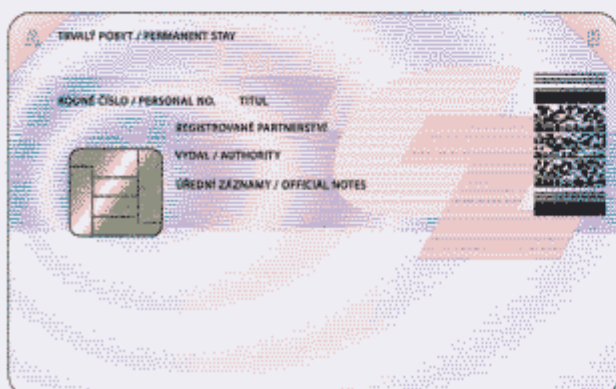 TRVALÝ POBYT / PERMANENT STAY
RODNÉ ČÍSLO / PERSONAL NO. TITUL
REGISTROVANÉ PARTNERSTVÍ
VYDAL / AUTHORITY
ÚŘEDNÍ ZÁZNAMY / OFFICIAL NOTES